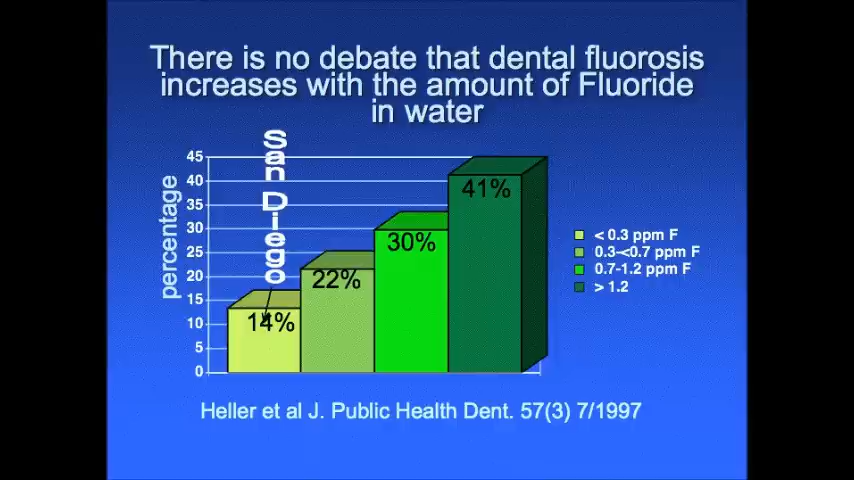 There is no debate that dental fluorosis
increases with the amount of Fluoride
in water
San Diego
percentage
45
40
35
30
25
20
15
10
5
0
14%
22%
30%
41%
< 0.3 ppm F
0.3-<0.7 ppm F
0.7-1.2 ppm F
> 1.2
Heller et al J. Public Health Dent. 57(3) 7/1997